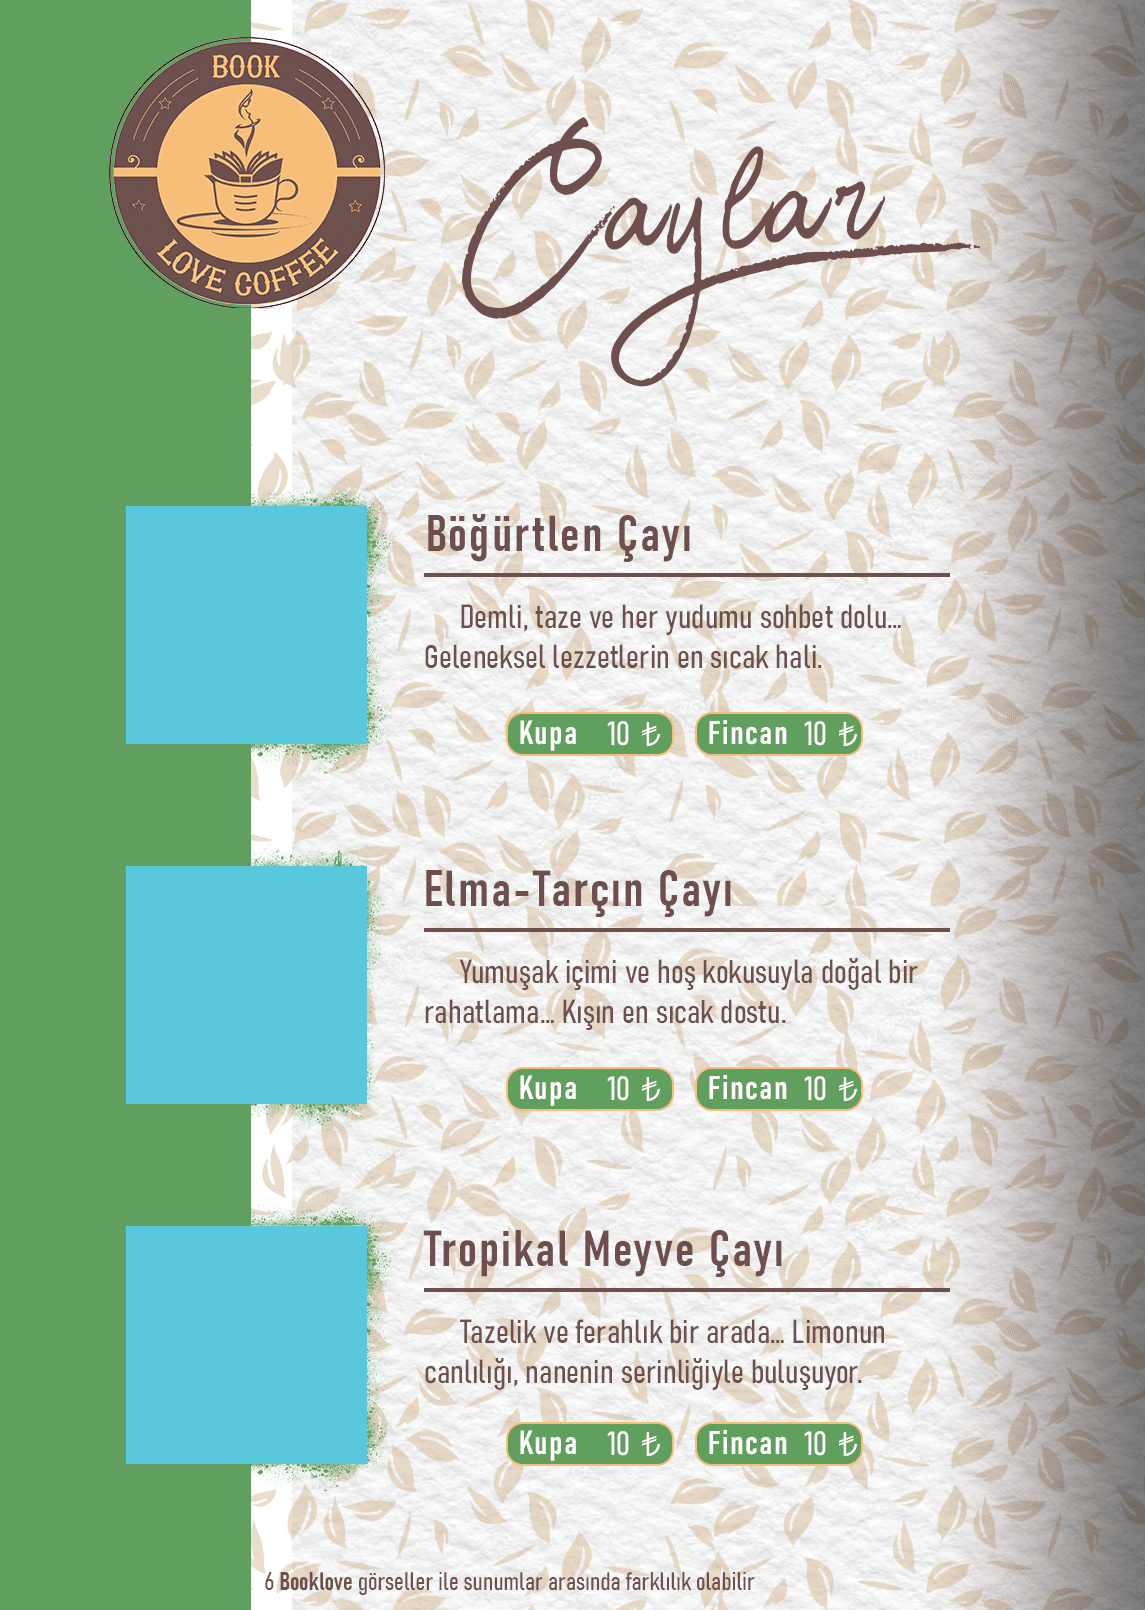 BOOK
LOVE COFFEE
Caylar
Böğürtlen Çayı
Demli, taze ve her yudumu sohbet dolu...
Geleneksel lezzetlerin en sıcak hali.
Kupa 10 ₺ Fincan 10 ₺
Elma-Tarçın Çayı
Yumuşak içimi ve hoş kokusuyla doğal bir
rahatlama... Kışın en sıcak dostu.
Kupa 10 ₺ Fincan 10 ₺
Tropikal Meyve Çayı
Tazelik ve ferahlık bir arada... Limonun
canlılığı, nanenin serinliğiyle buluşuyor.
Kupa 10 ₺ Fincan 10 ₺
6 Booklove görseller ile sunumlar arasında farklılık olabilir